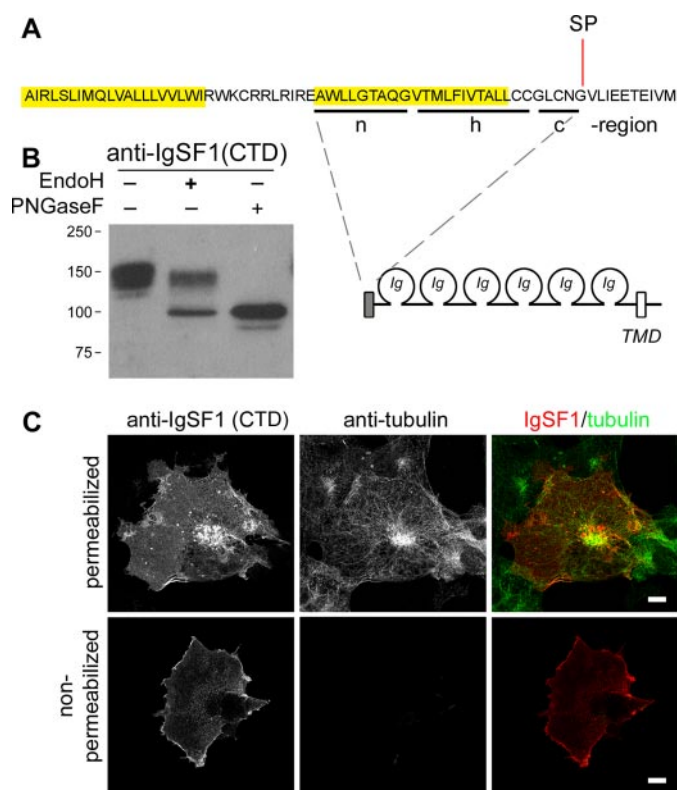 A
SP
AIRLSLIMQLVALLLVVLWIRWKCRRLRIREAWLLGTAQGVTMLFIVTALLCCGLCNGVLIEETEIVM
n h c -region
B
anti-IgSF1(CTD)
EndoH – + –
PNGaseF – – +
250 –
150 –
100 –
75 –
Ig Ig Ig Ig Ig Ig
TMD
C
anti-IgSF1 (CTD) anti-tubulin IgSF1/tubulin
permeabilized
non-
permeabilized